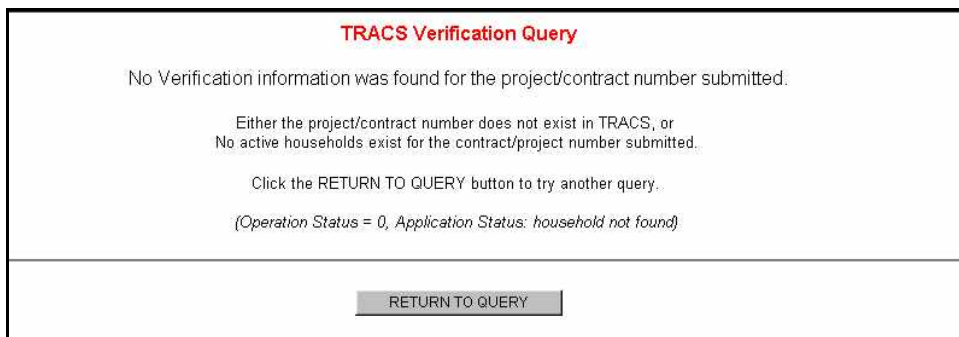 TRACS Verification Query
No Verification information was found for the project/contract number submitted.
Either the project/contract number does not exist in TRACS, or
No active households exist for the contract/project number submitted.
Click the RETURN TO QUERY button to try another query.
(Operation Status = 0, Application Status: household not found)
RETURN TO QUERY